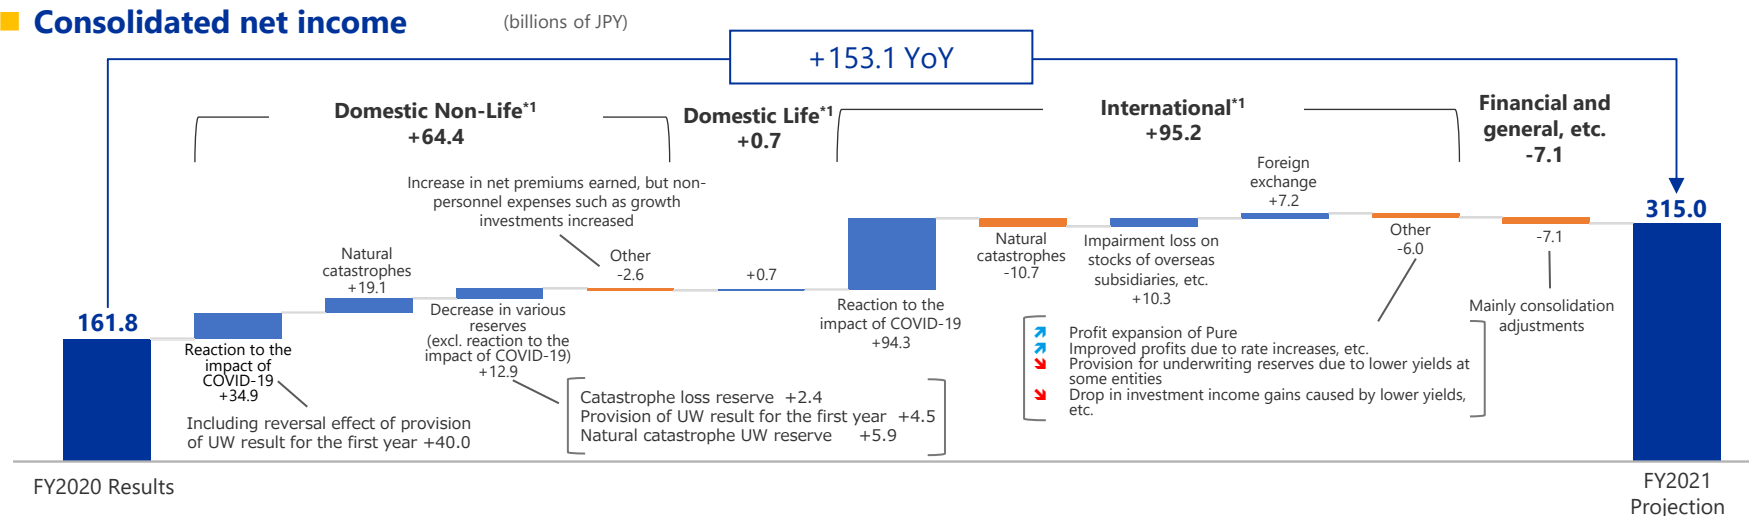 Consolidated net income
(billions of JPY)
+153.1 YoY
Domestic Non-Life*1
+64.4
Domestic Life*1
+0.7
International*1
+95.2
Financial and
general, etc.
-7.1
161.8
Reaction to the
impact of
COVID-19
+34.9
Including reversal effect of provision
of UW result for the first year +40.0
Natural
catastrophes
+19.1
Decrease in various
reserves
(excl. reaction to the
impact of COVID-19)
+12.9
Catastrophe loss reserve +2.4
Provision of UW result for the first year +4.5
Natural catastrophe UW reserve +5.9
Increase in net premiums earned, but non-
personnel expenses such as growth
investments increased
Other
-2.6
+0.7
Reaction to the
impact of COVID-19
+94.3
Natural
catastrophes
-10.7
Impairment loss on
stocks of overseas
subsidiaries, etc.
+10.3
Foreign
exchange
+7.2
Other
-6.0
Profit expansion of Pure
Improved profits due to rate increases, etc.
Provision for underwriting reserves due to lower yields at
some entities
Drop in investment income gains caused by lower yields,
etc.
-7.1
Mainly consolidation
adjustments
315.0
FY2020 Results
FY2021
Projection